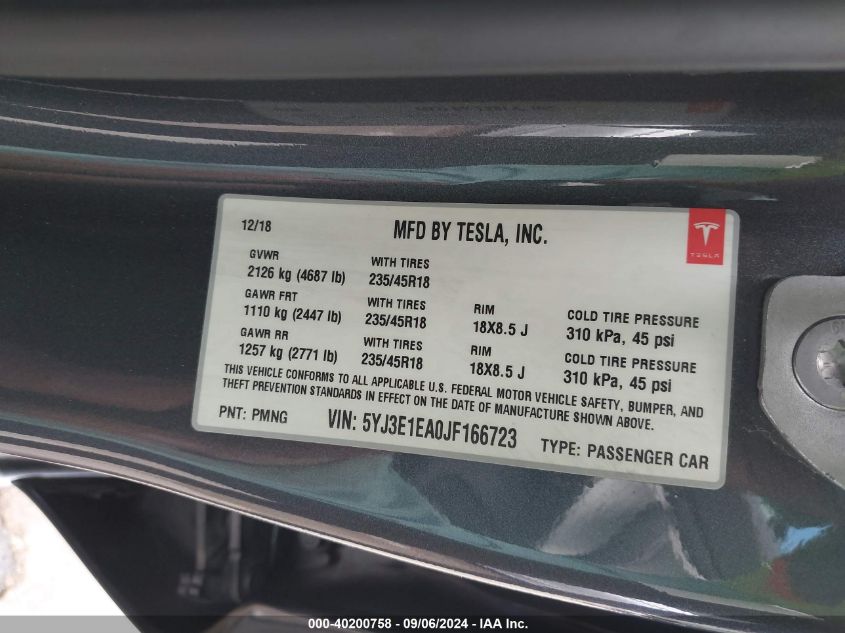 12/18
MFD BY TESLA, INC.
TESLA
GVWR
2126 kg (4687 lb)
WITH TIRES
235/45R18
GAWR FRT
1110 kg (2447 lb)
WITH TIRES
235/45R18
RIM
18X8.5 J
COLD TIRE PRESSURE
310 kPa, 45 psi
GAWR RR
1257 kg (2771 lb)
WITH TIRES
235/45R18
RIM
18X8.5 J
COLD TIRE PRESSURE
310 kPa, 45 psi
THIS VEHICLE CONFORMS TO ALL APPLICABLE U.S. FEDERAL MOTOR VEHICLE SAFETY, BUMPER, AND
THEFT PREVENTION STANDARDS IN EFFECT ON THE DATE OF MANUFACTURE SHOWN ABOVE.
PNT: PMNG
VIN: 5YJ3E1EA0JF166723
TYPE: PASSENGER CAR
000-40200758 - 09/06/2024 - IAA Inc.